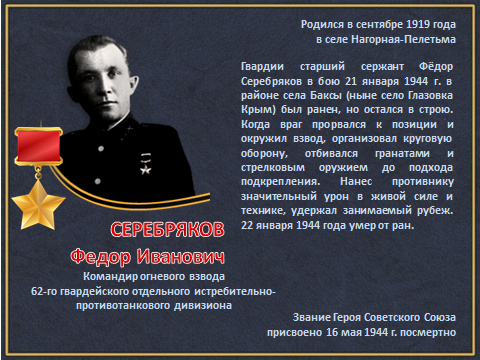 Родился в сентябре 1919 года
в селе Нагорная-Пелетьма
Гвардии старший сержант Фёдор
Серебряков в бою 21 января 1944 г. в
районе села Баксы (ныне село Глазовка
Крым) был ранен, но остался в строю.
Когда враг прорвался к позиции и
окружил взвод, организовал круговую
оборону, отбивался гранатами и
стрелковым оружием до подхода
подкрепления. Нанес противнику
значительный урон в живой силе и
технике, удержал занимаемый рубеж.
22 января 1944 года умер от ран.
СЕРЕБРЯКОВ
Федор Иванович
Командир огневого взвода
62-го гвардейского отдельного истребительно-
противотанкового дивизиона
Звание Героя Советского Союза
присвоено 16 мая 1944 г. посмертно